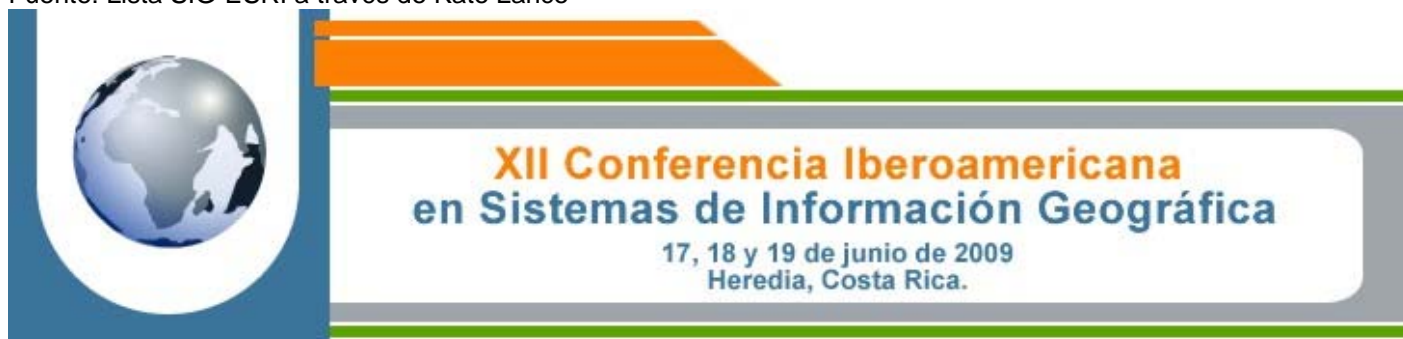 XII Conferencia Iberoamericana
en Sistemas de Información Geográfica
17, 18 y 19 de junio de 2009
Heredia, Costa Rica.